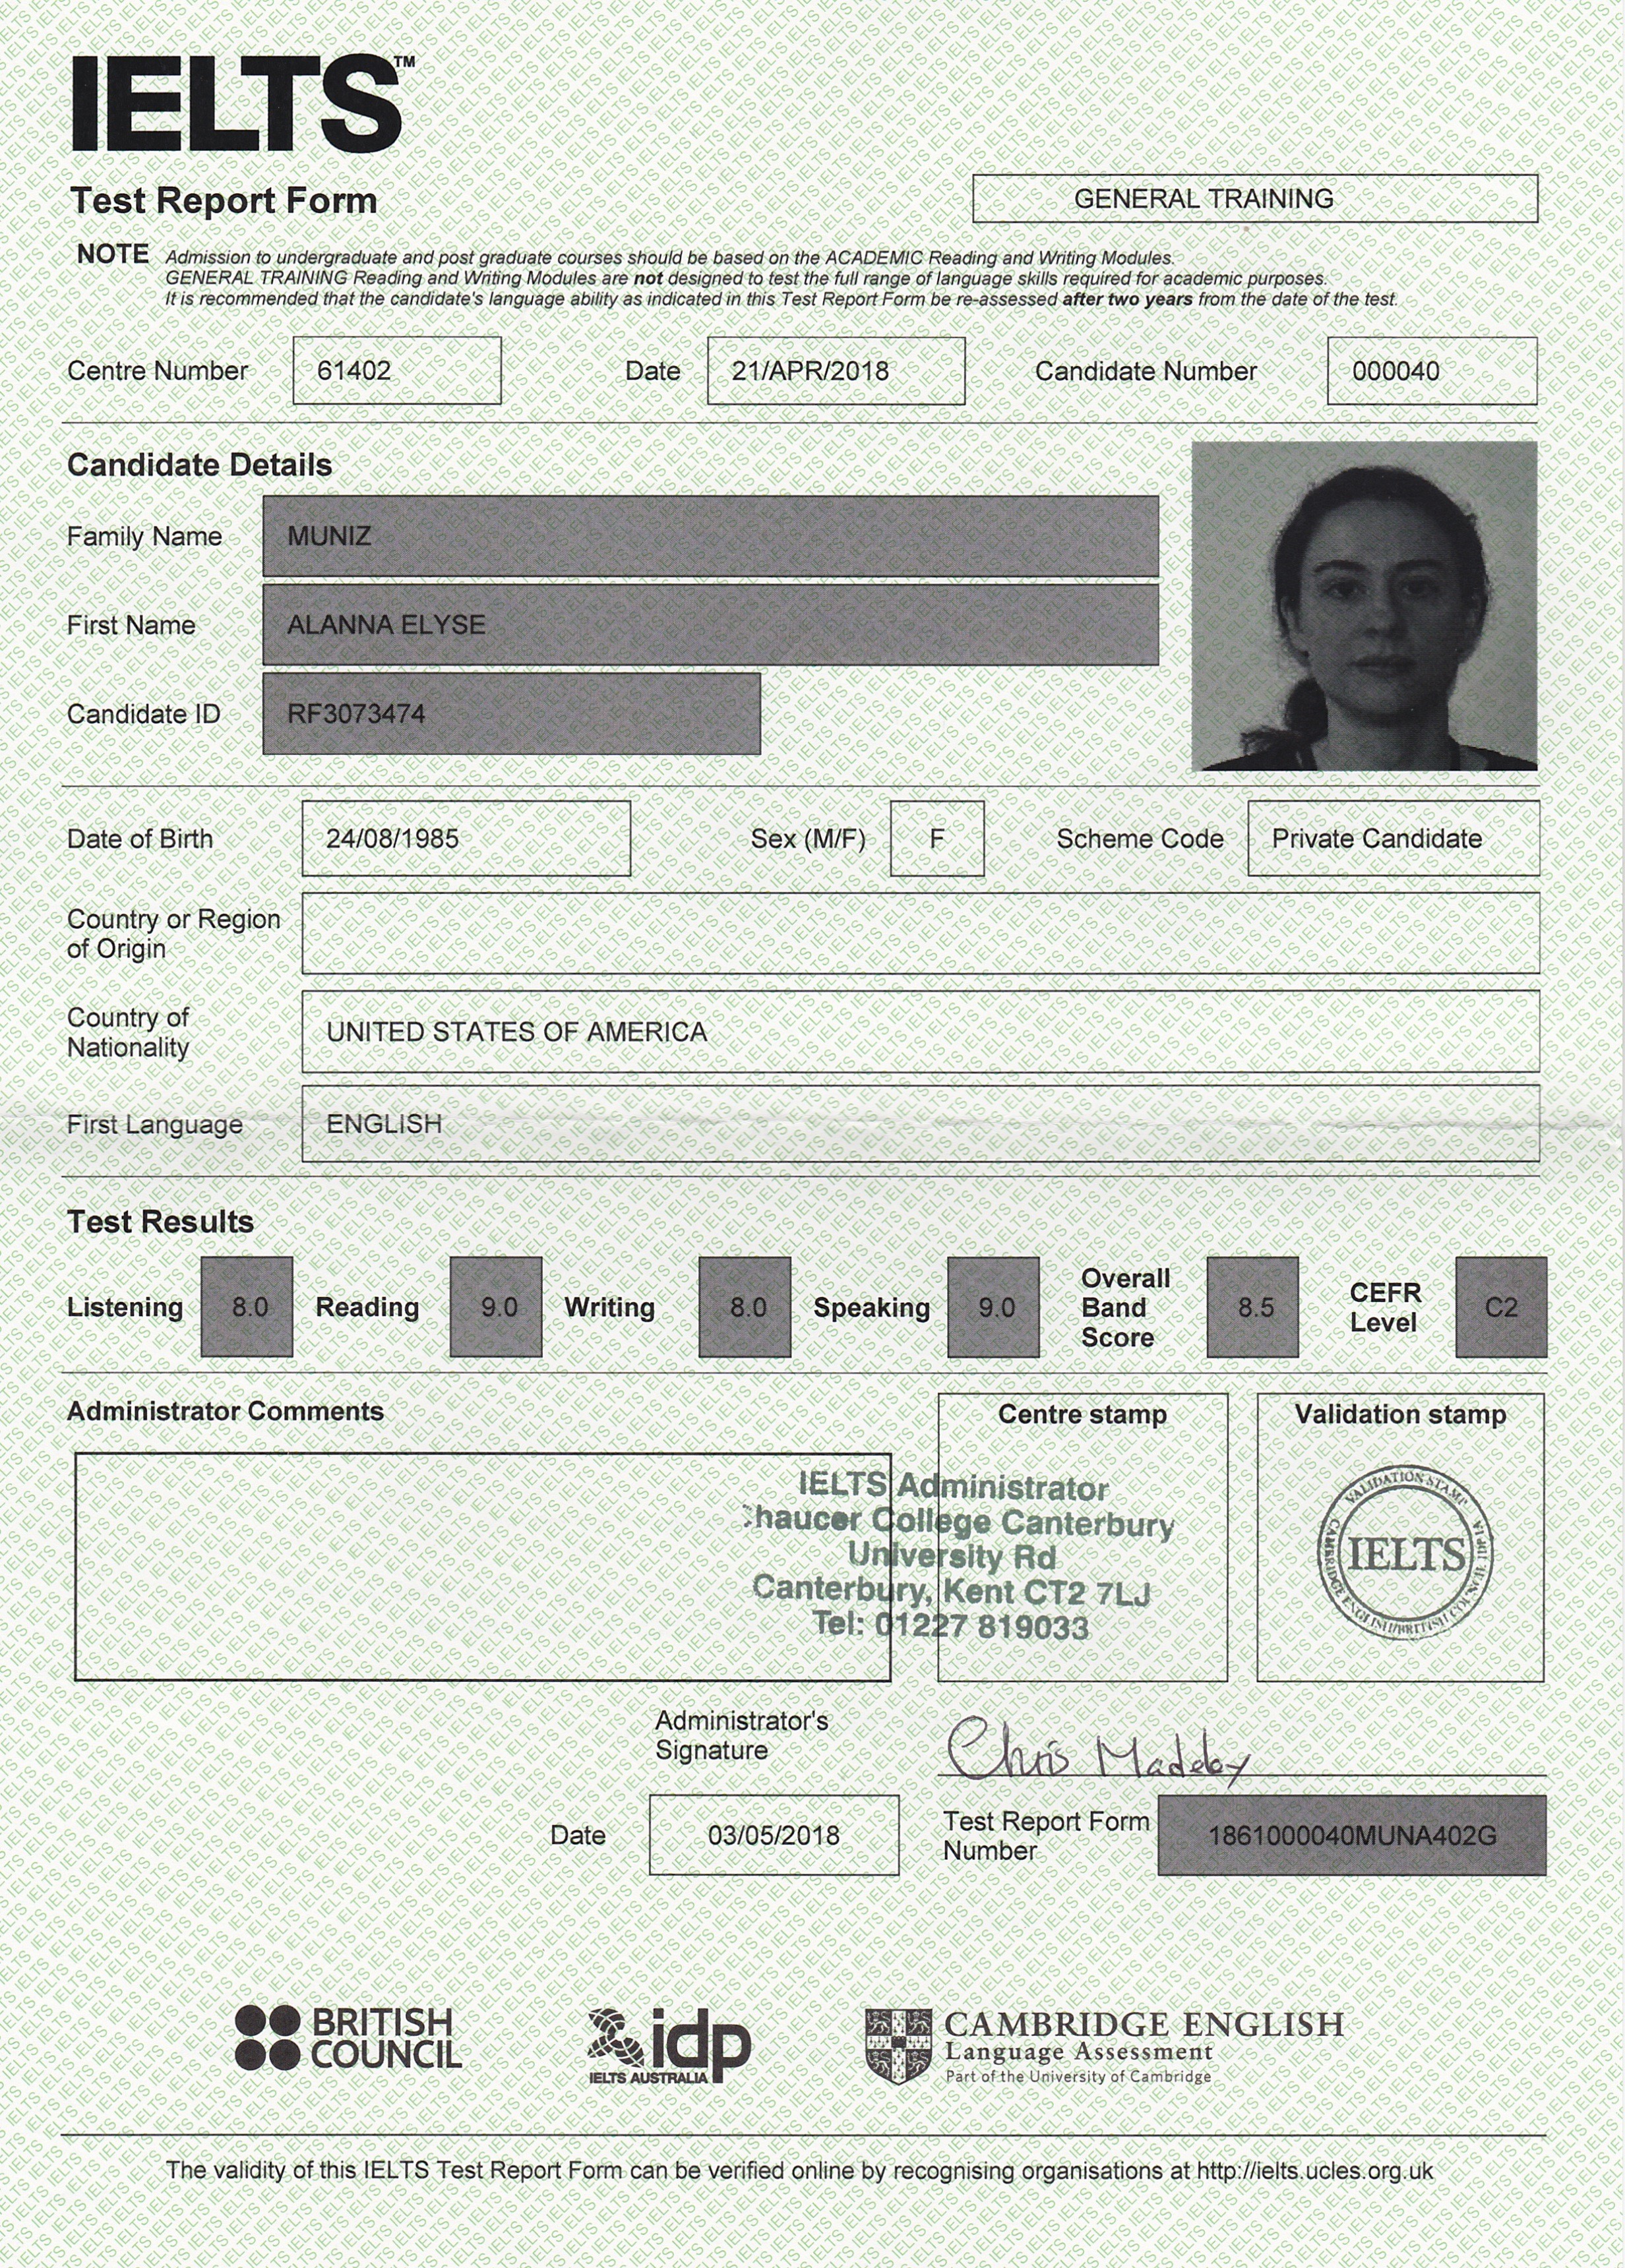 IELTS™
Test Report Form
GENERAL TRAINING
NOTE Admission to undergraduate and post graduate courses should be based on the ACADEMIC Reading and Writing Modules.
GENERAL TRAINING Reading and Writing Modules are not designed to test the full range of language skills required for academic purposes.
It is recommended that the candidate's language ability as indicated in this Test Report Form be re-assessed after two years from the date of the test.
Centre Number 61402 Date 21/APR/2018 Candidate Number 000040
Candidate Details
Family Name MUNIZ
First Name ALANNA ELYSE
Candidate ID RF3073474
Date of Birth 24/08/1985 Sex (M/F) F Scheme Code Private Candidate
Country or Region
of Origin
Country of
Nationality
UNITED STATES OF AMERICA
First Language ENGLISH
Test Results
Listening 8.0 Reading 9.0 Writing 8.0 Speaking 9.0 Overall Band Score 8.5 CEFR Level C2
Administrator Comments
Centre stamp
Validation stamp
IELTS Administrator
haucer College Canterbury
University Rd
Canterbury, Kent CT2 7LJ
Tel: 01227 819033
VALIDATION STAMP
IELTS
CAMBRIDGE ENGLISH/BRITISH COUNCIL/IDP:IA
Administrator's
Signature
Chris
Date 03/05/2018
Test Report Form
Number
1861000040MUNA402G
BRITISH
COUNCIL
idp
IELTS AUSTRALIA
CAMBRIDGE ENGLISH
Language Assessment
Part of the University of Cambridge
The validity of this IELTS Test Report Form can be verified online by recognising organisations at http://ielts.ucles.org.uk